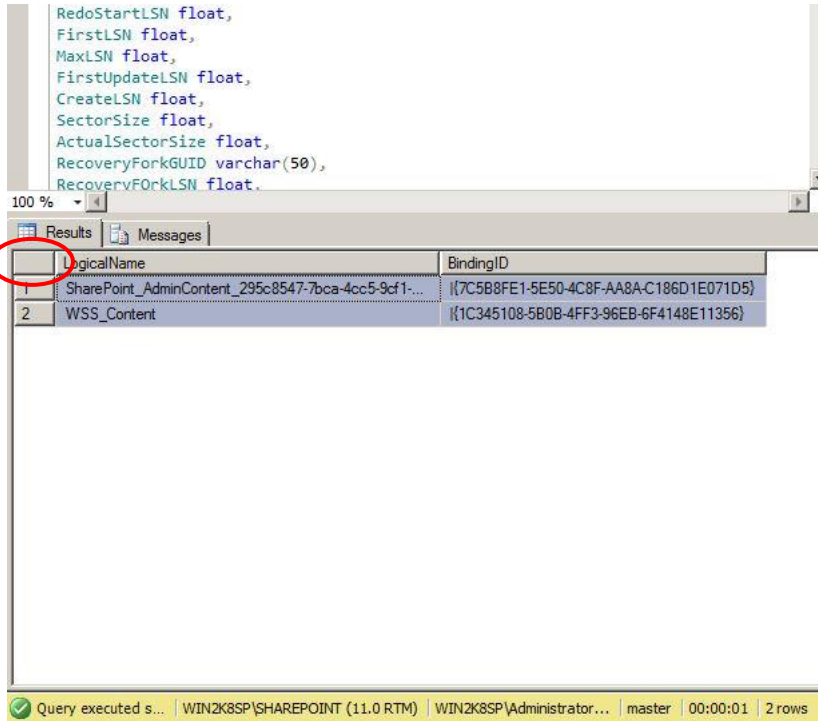 RedoStartLSN float,
FirstLSN float,
MaxLSN float,
FirstUpdateLSN float,
CreateLSN float,
SectorSize float,
ActualSectorSize float,
RecoveryForkGUID varchar(50),
RecoveryFOrkLSN float,
100 %
Results Messages
LogicalName BindingID
1 SharePoint_AdminContent_295c8547-7bca-4cc5-9cf1-... |{7C5B8FE1-5E50-4C8F-AA8A-C186D1E071D5}
2 WSS_Content |{1C345108-5B0B-4FF3-96EB-6F4148E11356}
Query executed s... WIN2K8SP\SHAREPOINT (11.0 RTM) WIN2K8SP\Administrator... master 00:00:01 2 rows